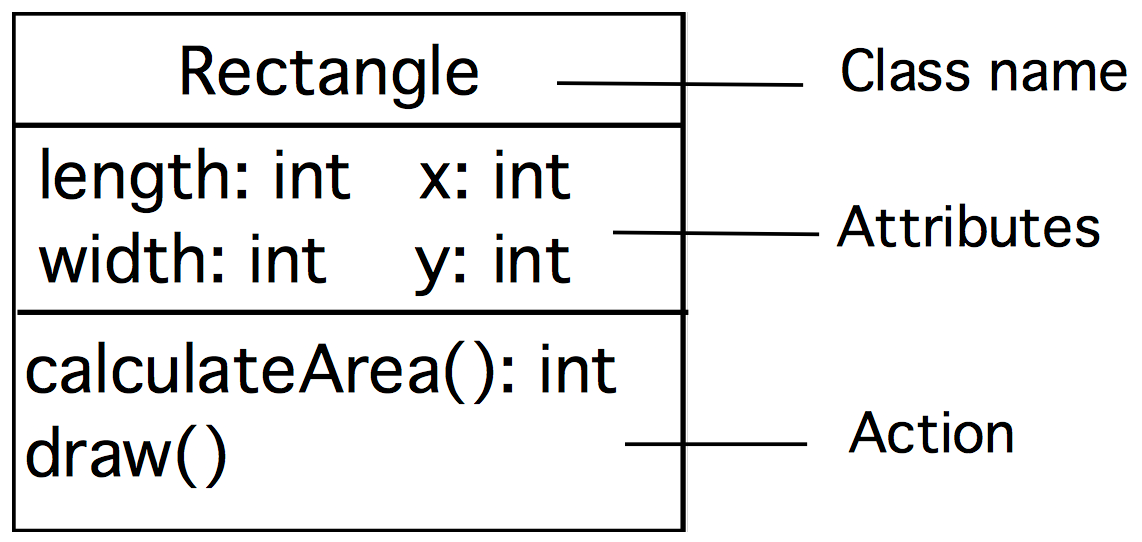 Rectangle
Class name
length: int x: int
width: int y: int
Attributes
calculateArea(): int
draw()
Action